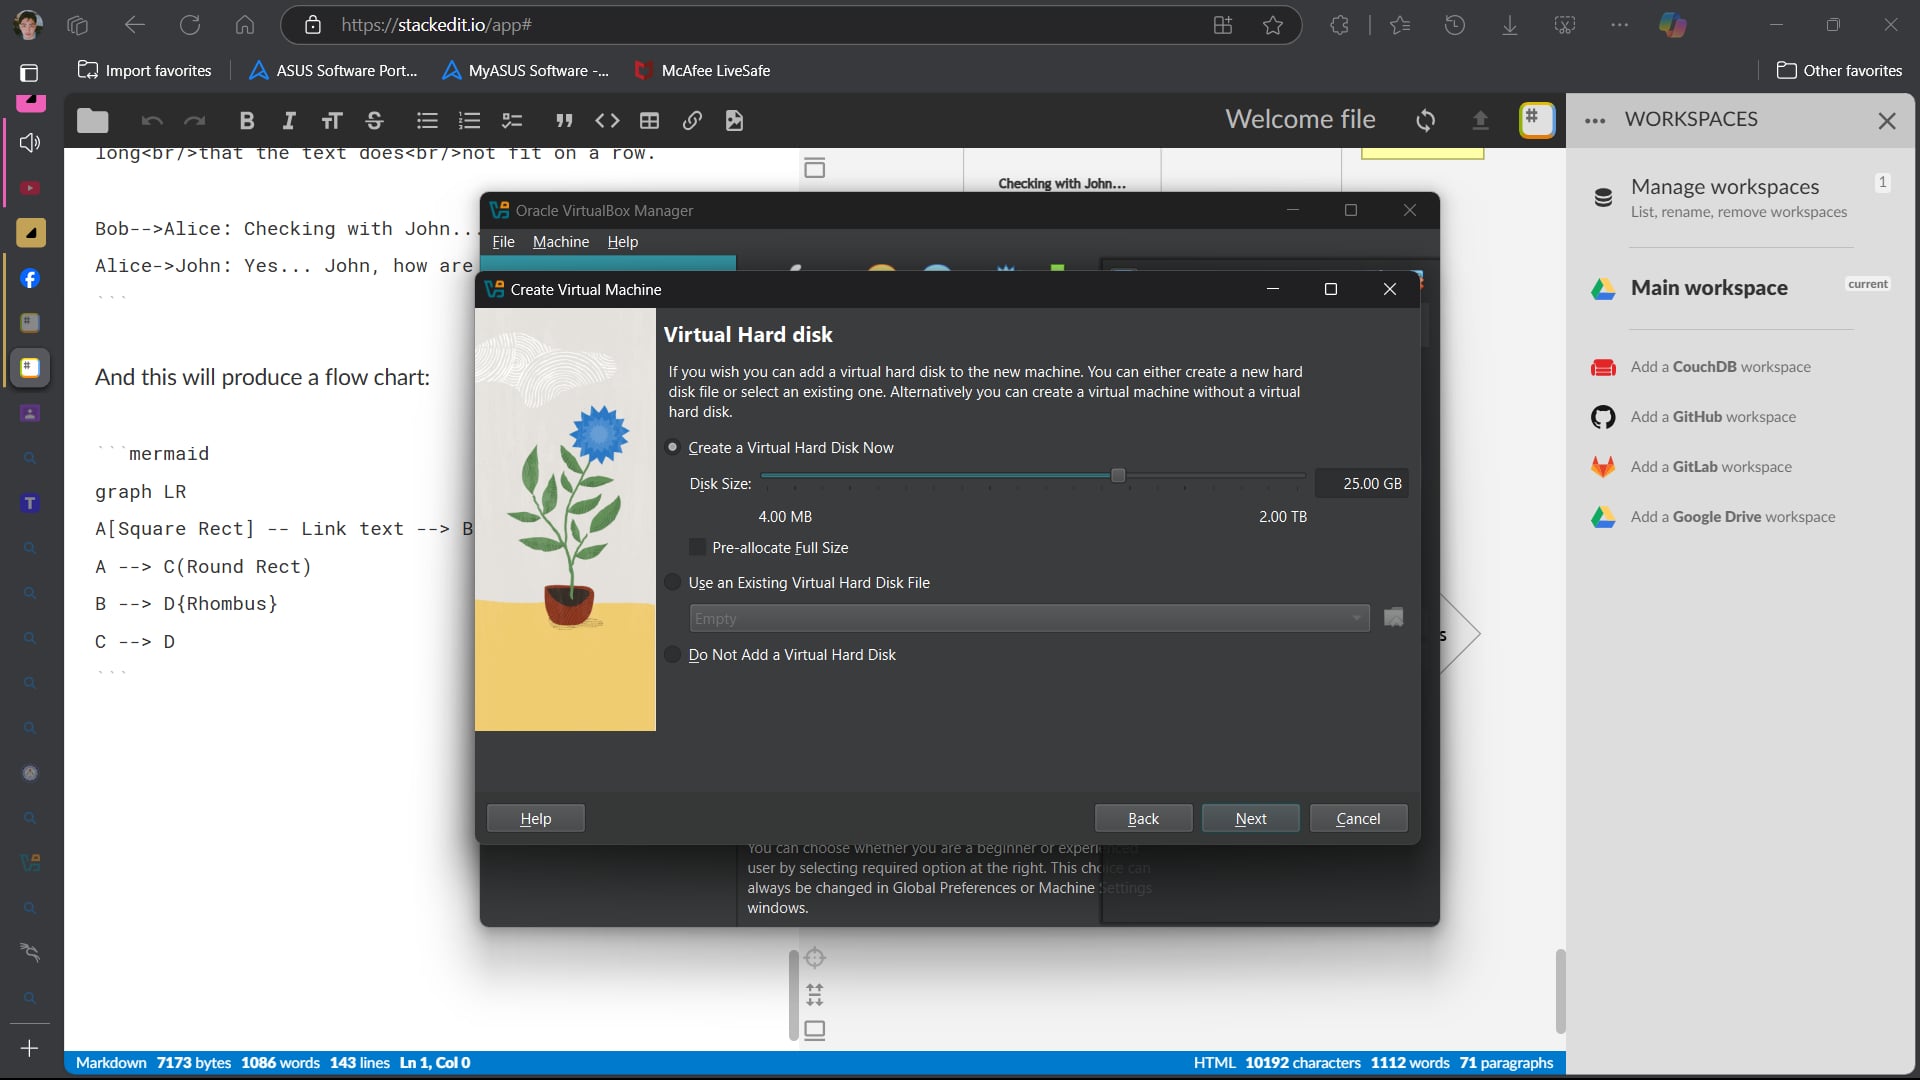 https://stackedit.io/app#
Import favorites
ASUS Software Port...
MyASUS Software -...
McAfee LiveSafe
Other favorites
Welcome file
WORKSPACES
long<br/>that the text does<br/>not fit on a row.
Bob-->Alice: Checking with John...
Alice->John: Yes... John, how are
```
And this will produce a flow chart:
```mermaid
graph LR
A[Square Rect] -- Link text --> B
A --> C(Round Rect)
B --> D{Rhombus}
C --> D
```
Checking with John...
Oracle VirtualBox Manager
File Machine Help
Create Virtual Machine
Virtual Hard disk
If you wish you can add a virtual hard disk to the new machine. You can either create a new hard
disk file or select an existing one. Alternatively you can create a virtual machine without a virtual
hard disk.
Create a Virtual Hard Disk Now
Disk Size:
25.00 GB
4.00 MB
2.00 TB
Pre-allocate Full Size
Use an Existing Virtual Hard Disk File
Empty
Do Not Add a Virtual Hard Disk
Help
Back
Next
Cancel
You can choose whether you are a beginner or experienced
user by selecting required option at the right. This choice can
always be changed in Global Preferences or Machine Settings
windows.
s
Manage workspaces
1
List, rename, remove workspaces
Main workspace
current
Add a CouchDB workspace
Add a GitHub workspace
Add a GitLab workspace
Add a Google Drive workspace
Markdown 7173 bytes 1086 words 143 lines Ln 1, Col 0
HTML 10192 characters 1112 words 71 paragraphs